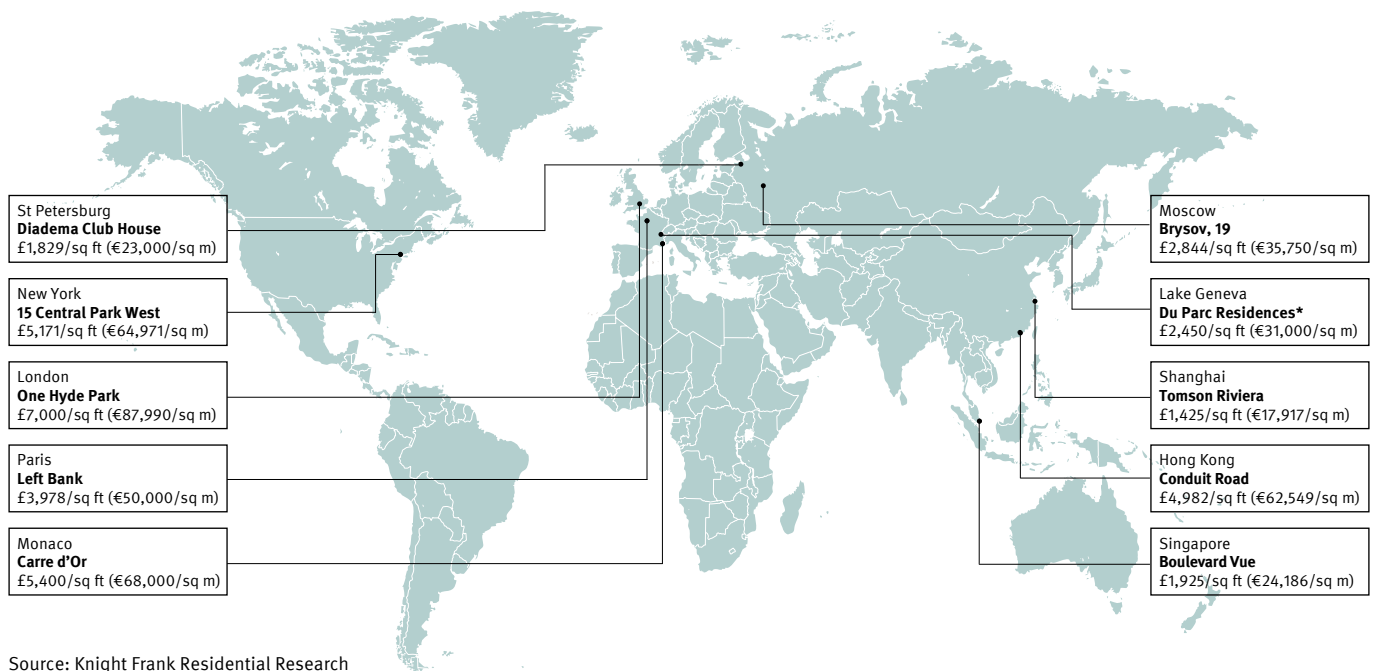 St Petersburg
Diadema Club House
£1,829/sq ft (€23,000/sq m)
New York
15 Central Park West
£5,171/sq ft (€64,971/sq m)
London
One Hyde Park
£7,000/sq ft (€87,990/sq m)
Paris
Left Bank
£3,978/sq ft (€50,000/sq m)
Monaco
Carre d’Or
£5,400/sq ft (€68,000/sq m)
Moscow
Brysov, 19
£2,844/sq ft (€35,750/sq m)
Lake Geneva
Du Parc Residences*
£2,450/sq ft (€31,000/sq m)
Shanghai
Tomson Riviera
£1,425/sq ft (€17,917/sq m)
Hong Kong
Conduit Road
£4,982/sq ft (€62,549/sq m)
Singapore
Boulevard Vue
£1,925/sq ft (€24,186/sq m)
Source: Knight Frank Residential Research